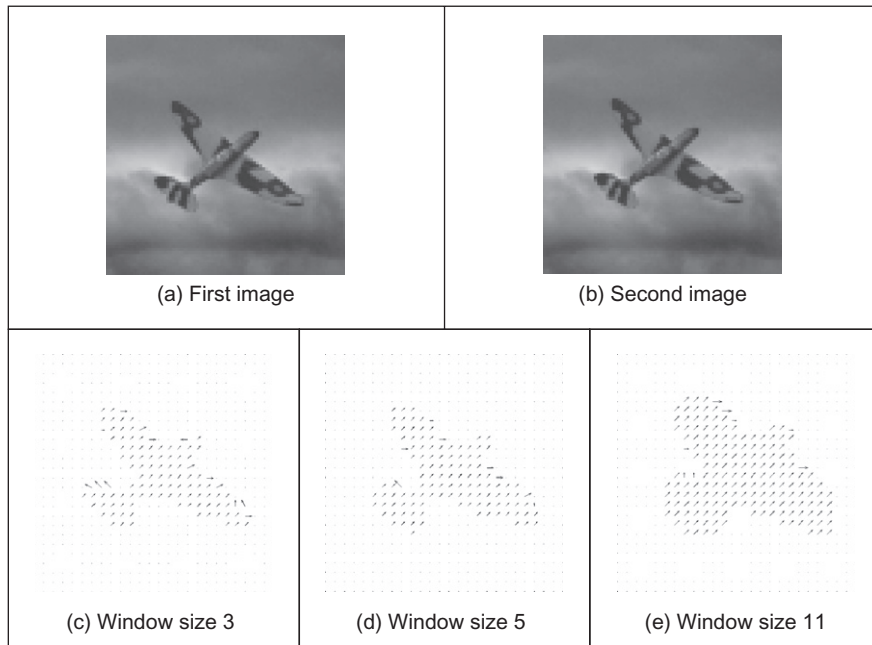 (a) First image
(b) Second image
(c) Window size 3
(d) Window size 5
(e) Window size 11